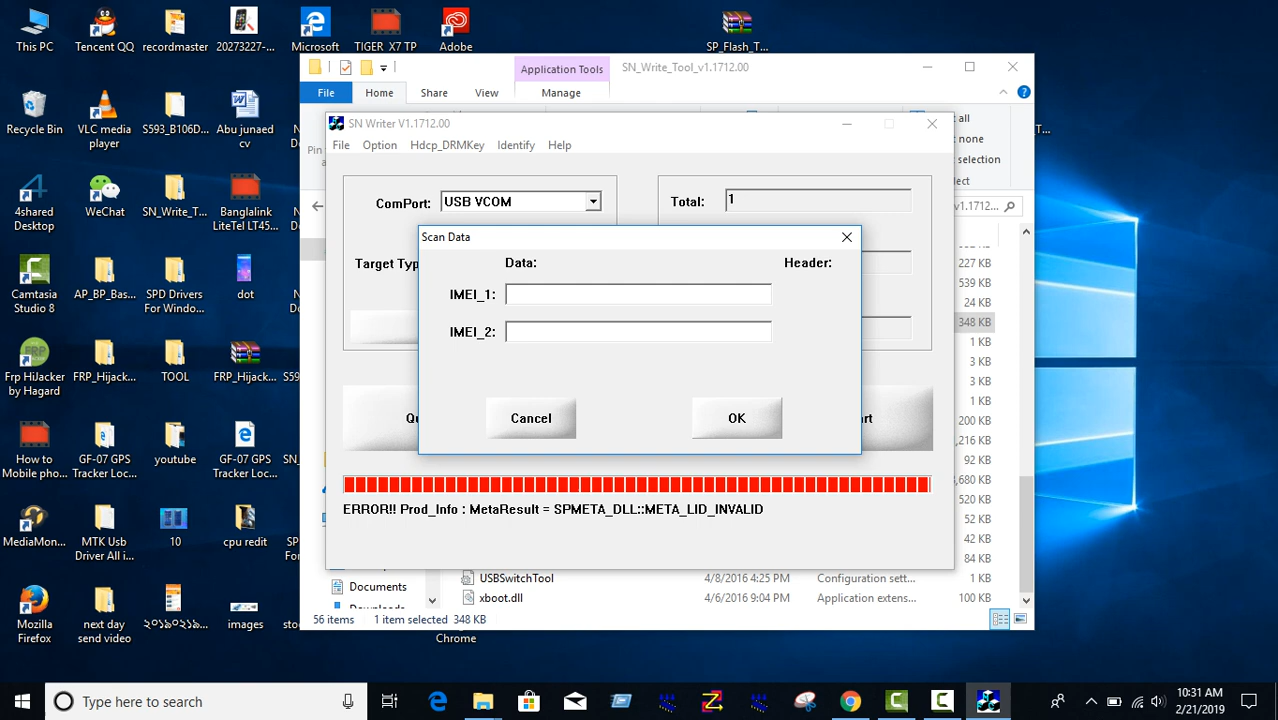 This PC
Tencent QQ
recordmaster
20273227-...
Microsoft
TIGER X7 TP
Adobe
SP_Flash_T...
Recycle Bin
VLC media
player
S593_B106D...
Abu junaed
cv
4shared
Desktop
WeChat
SN_Write_T...
Banglalink
LiteTel LT45...
Camtasia
Studio 8
AP_BP_Bas...
SPD Drivers
For Windo...
dot
Frp HiJacker
by Hagard
FRP_Hijack...
TOOL
FRP_Hijack...
How to
Mobile pho...
GF-07 GPS
Tracker Loc...
youtube
GF-07 GPS
Tracker Loc...
MediaMon...
MTK Usb
Driver All i...
10
cpu redit
Mozilla
Firefox
next day
send video
২০১৯০২১৯...
images
Chrome
Application Tools
SN_Write_Tool_v1.1712.00
File
Home
Share
View
Manage
SN Writer V1.1712.00
File
Option
Hdcp_DRMKey
Identify
Help
ComPort:
USB VCOM
Total:
1
Target Typ
Scan Data
Data:
Header:
IMEI_1:
IMEI_2:
Cancel
OK
ERROR!! Prod_Info : MetaResult = SPMETA_DLL::META_LID_INVALID
v1.1712...
227 KB
539 KB
24 KB
348 KB
1 KB
3 KB
1 KB
200 KB
92 KB
520 KB
52 KB
42 KB
84 KB
Documents
USBSwitchTool
4/8/2016 4:25 PM
Configuration sett...
1 KB
xboot.dll
4/6/2016 9:04 PM
Application extens...
100 KB
56 items
1 item selected 348 KB
Type here to search
10:31 AM
2/21/2019